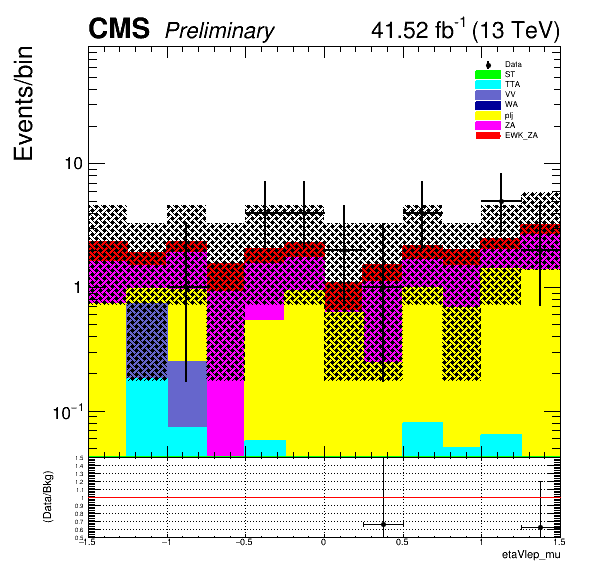 CMS Preliminary 41.52 fb⁻¹ (13 TeV)
Events/bin
Data
ST
TTA
VV
WA
plj
ZA
EWK_ZA
10
1
10⁻¹
(Data/Bkg)
1.5
1.4
1.3
1.2
1.1
1
0.9
0.8
0.7
0.6
0.5
−1.5 −1 −0.5 0 0.5 1 1.5
etaVlep_mu